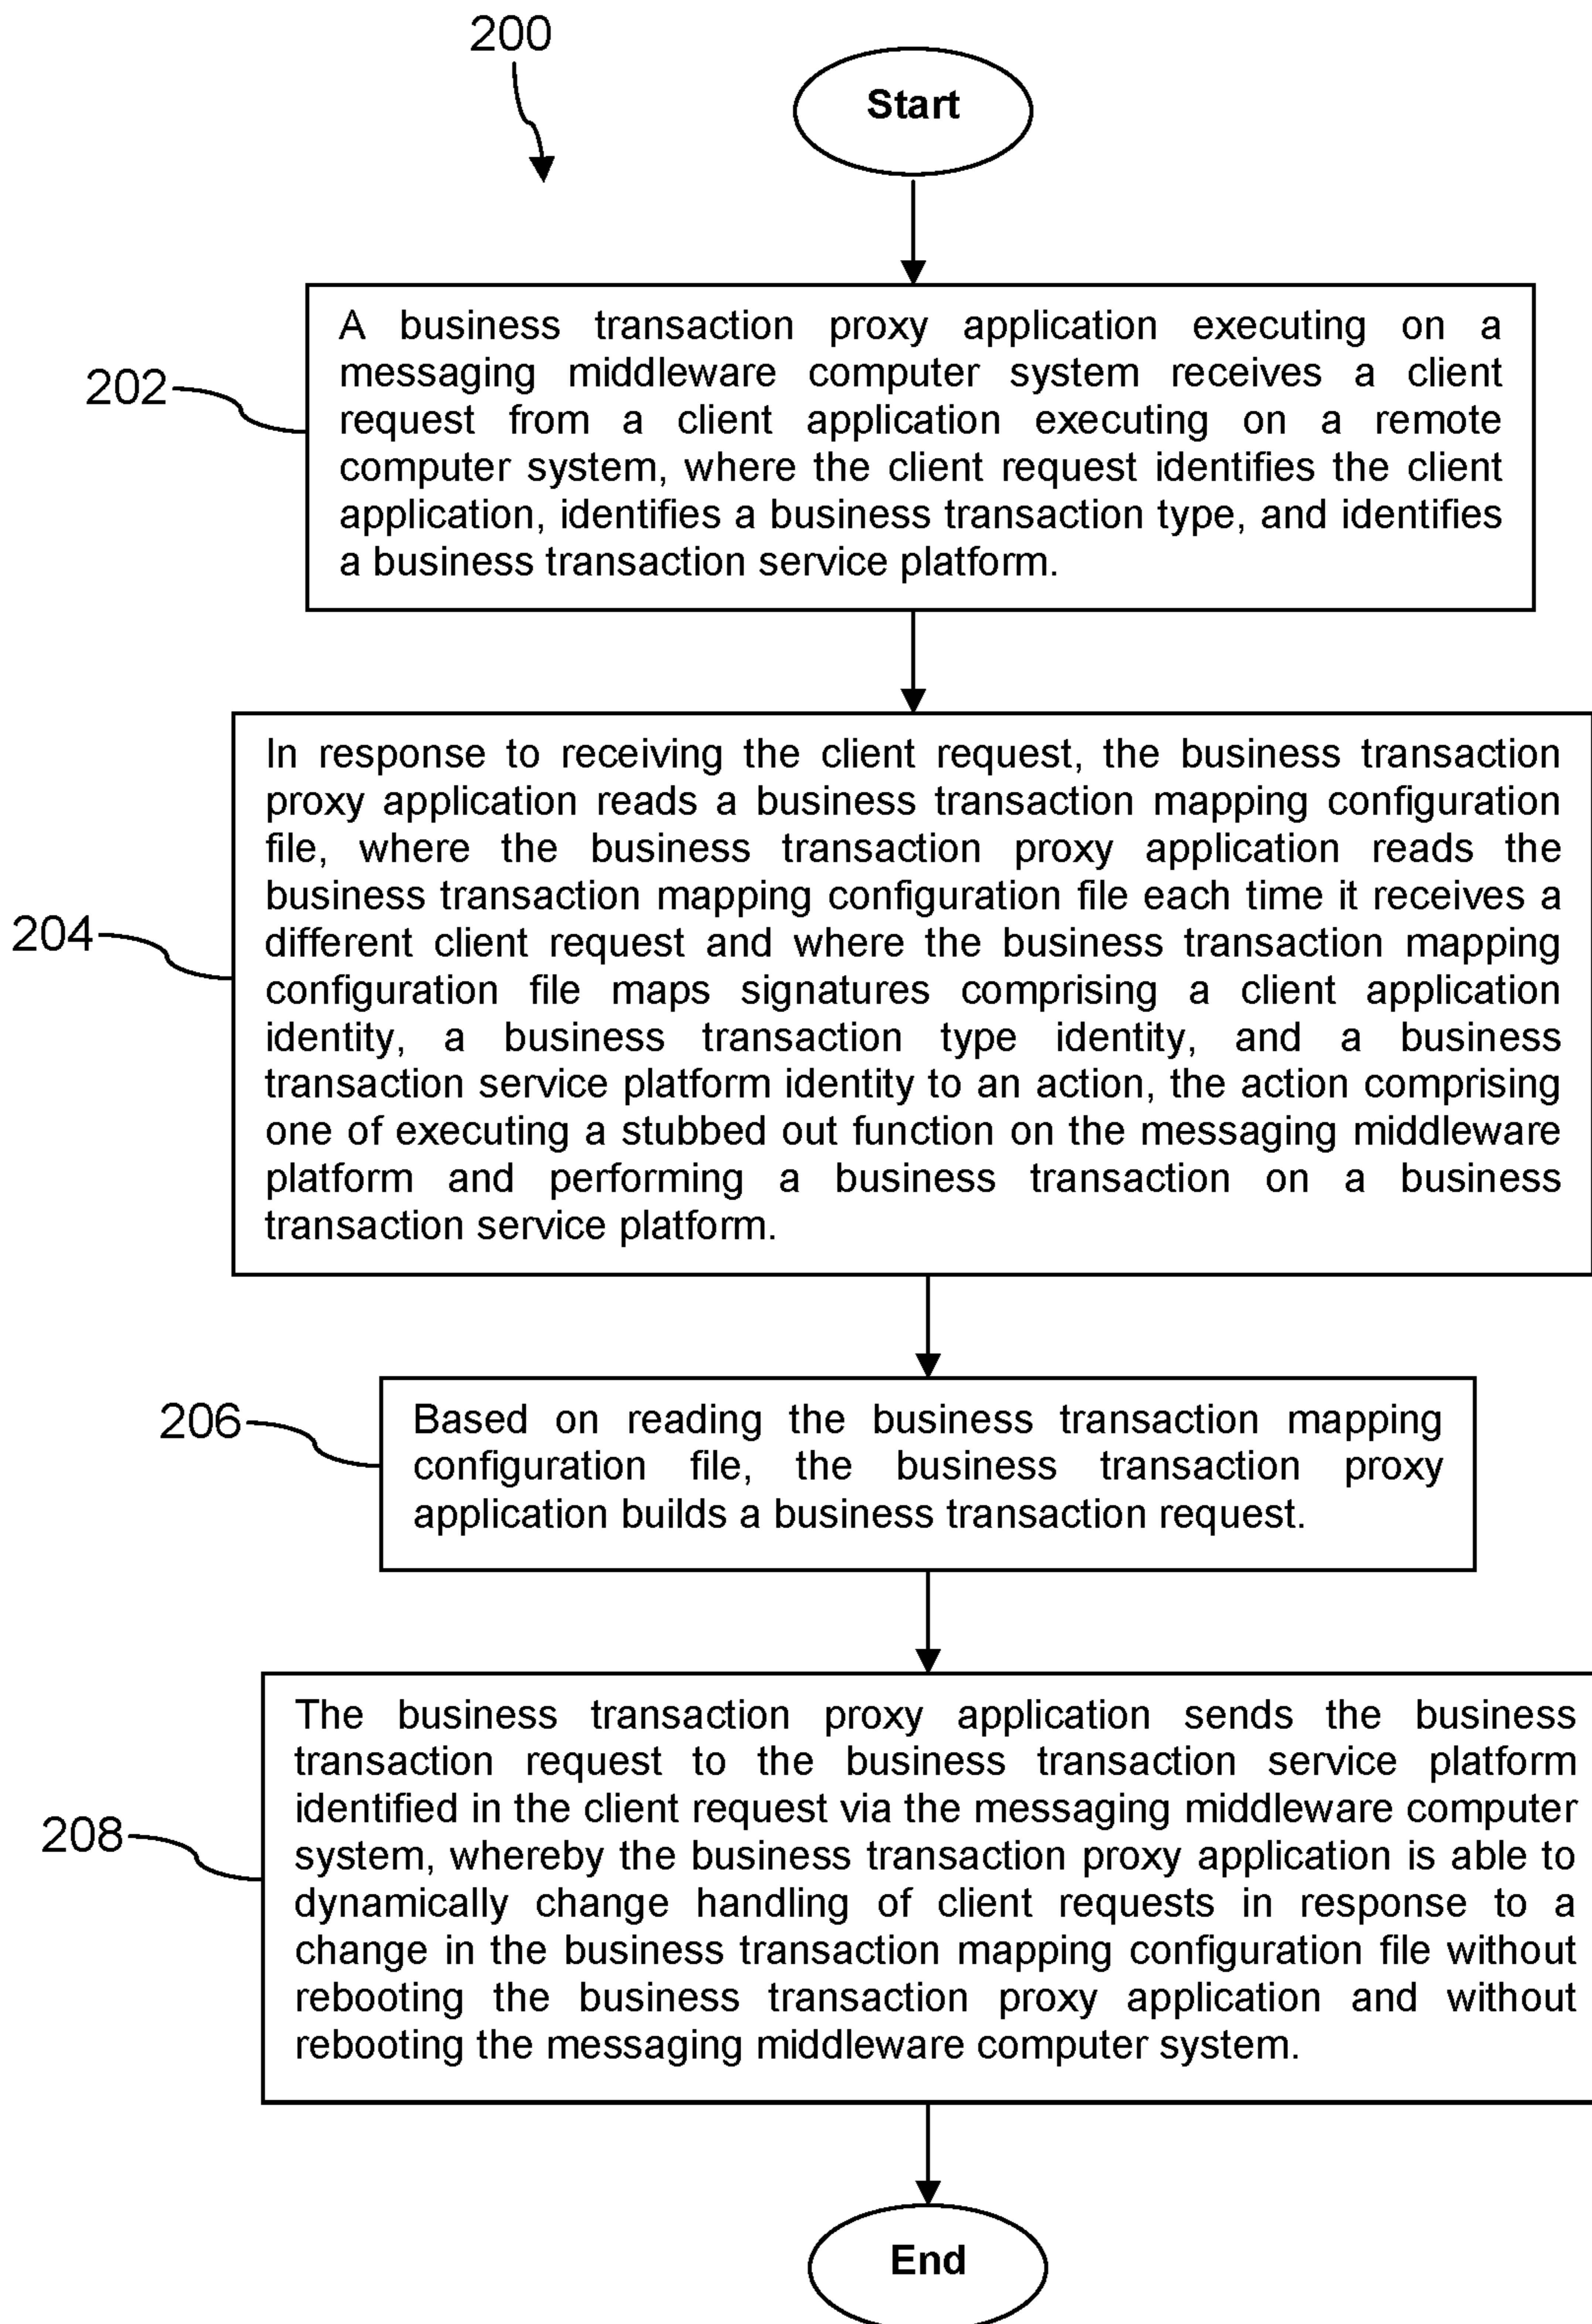 200
Start
202
A business transaction proxy application executing on a
messaging middleware computer system receives a client
request from a client application executing on a remote
computer system, where the client request identifies the client
application, identifies a business transaction type, and identifies
a business transaction service platform.
204
In response to receiving the client request, the business transaction
proxy application reads a business transaction mapping configuration
file, where the business transaction proxy application reads the
business transaction mapping configuration file each time it receives a
different client request and where the business transaction mapping
configuration file maps signatures comprising a client application
identity, a business transaction type identity, and a business
transaction service platform identity to an action, the action comprising
one of executing a stubbed out function on the messaging middleware
platform and performing a business transaction on a business
transaction service platform.
206
Based on reading the business transaction mapping
configuration file, the business transaction proxy
application builds a business transaction request.
208
The business transaction proxy application sends the business
transaction request to the business transaction service platform
identified in the client request via the messaging middleware computer
system, whereby the business transaction proxy application is able to
dynamically change handling of client requests in response to a
change in the business transaction mapping configuration file without
rebooting the business transaction proxy application and without
rebooting the messaging middleware computer system.
End